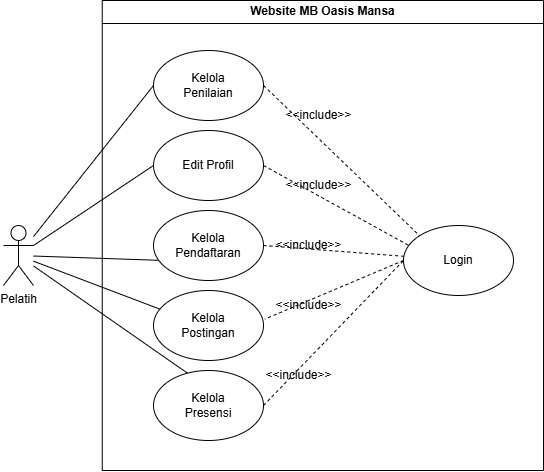 Website MB Oasis Mansa
Kelola
Penilaian
<<include>>
Edit Profil
<<include>>
Kelola
Pendaftaran
<<include>>
Login
Pelatih
Kelola
Postingan
<<include>>
Kelola
Presensi
<<include>>